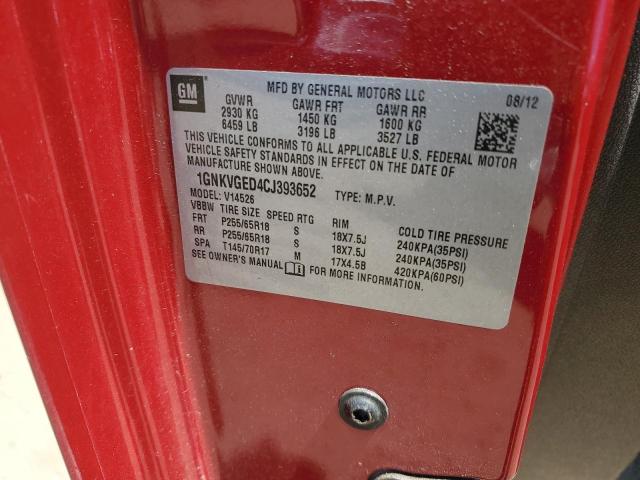 GM
MFD BY GENERAL MOTORS LLC
08/12
GVWR GAWR FRT GAWR RR
2930 KG 1450 KG 1600 KG
6459 LB 3196 LB 3527 LB
THIS VEHICLE CONFORMS TO ALL APPLICABLE U.S. FEDERAL MOTOR
VEHICLE SAFETY STANDARDS IN EFFECT ON THE DATE OF
MANUFACTURE SHOWN ABOVE.
1GNKVGED4CJ393652 TYPE: M.P.V.
MODEL: V14526
VBBW TIRE SIZE SPEED RTG RIM COLD TIRE PRESSURE
FRT P255/65R18 S 18X7.5J 240KPA(35PSI)
RR P255/65R18 S 18X7.5J 240KPA(35PSI)
SPA T145/70R17 M 17X4.5B 420KPA(60PSI)
SEE OWNER'S MANUAL FOR MORE INFORMATION.